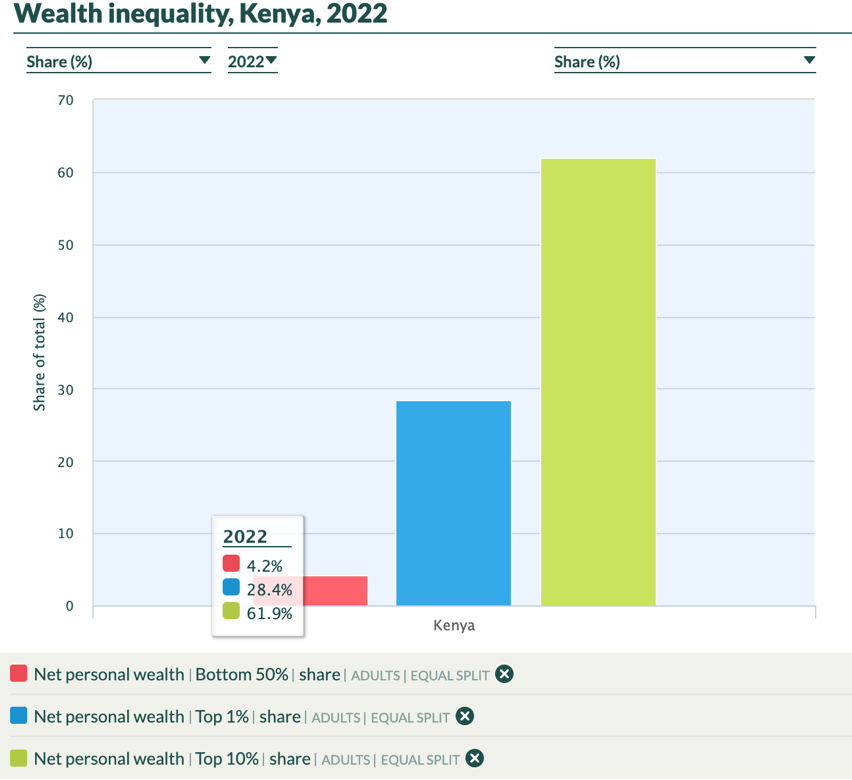 Wealth inequality, Kenya, 2022
Share (%) 2022 Share (%)
70
60
50
40
30
20
10
0
Share of total (%)
2022
4.2%
28.4%
61.9%
Kenya
Net personal wealth | Bottom 50% | share | ADULTS | EQUAL SPLIT
Net personal wealth | Top 1% | share | ADULTS | EQUAL SPLIT
Net personal wealth | Top 10% | share | ADULTS | EQUAL SPLIT